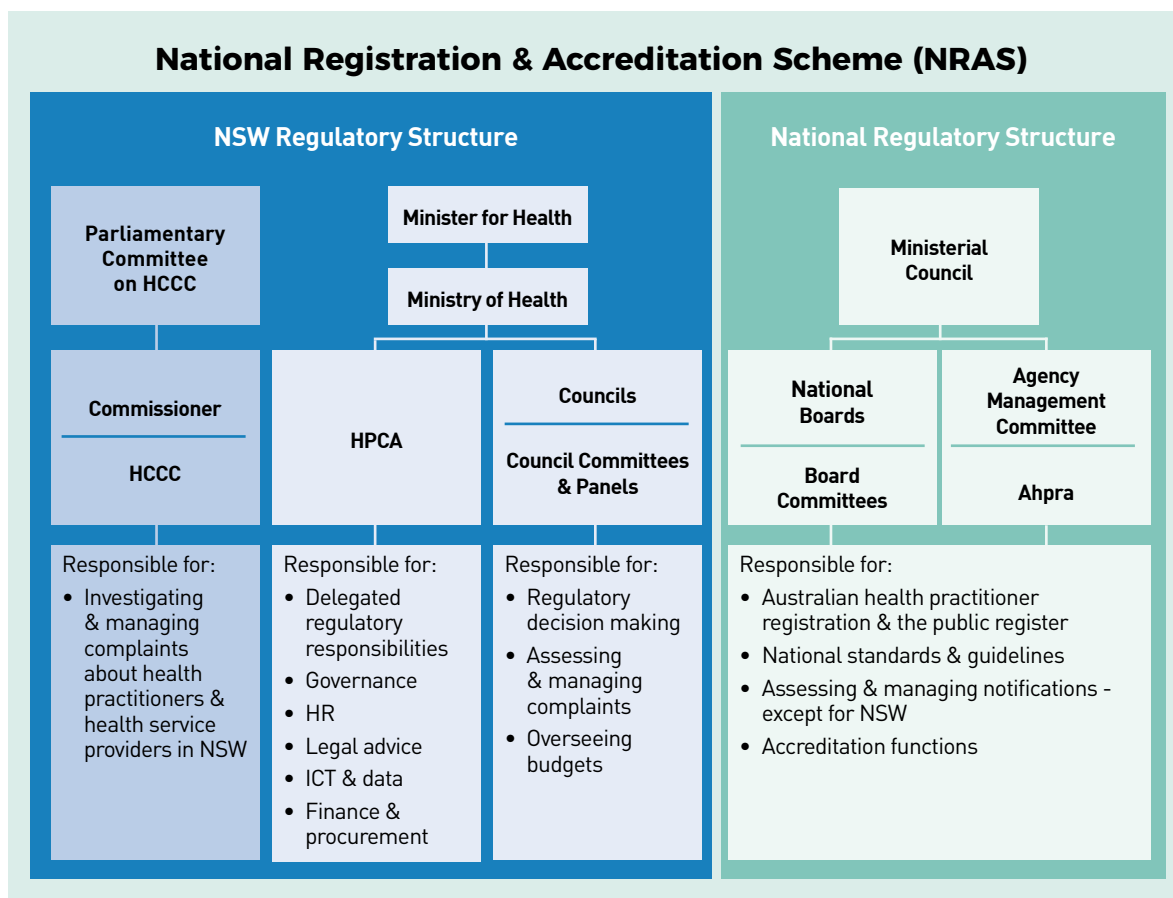 National Registration & Accreditation Scheme (NRAS)
NSW Regulatory Structure
Parliamentary
Committee
on HCCC
Commissioner
HCCC
Responsible for:
• Investigating
& managing
complaints
about health
practitioners &
health service
providers in NSW
Minister for Health
Ministry of Health
HPCA
Responsible for:
• Delegated
regulatory
responsibilities
• Governance
• HR
• Legal advice
• ICT & data
• Finance &
procurement
Councils
Council Committees
& Panels
Responsible for:
• Regulatory
decision making
• Assessing
& managing
complaints
• Overseeing
budgets
National Regulatory Structure
Ministerial
Council
National
Boards
Board
Committees
Agency
Management
Committee
Ahpra
Responsible for:
• Australian health practitioner
registration & the public register
• National standards & guidelines
• Assessing & managing notifications -
except for NSW
• Accreditation functions